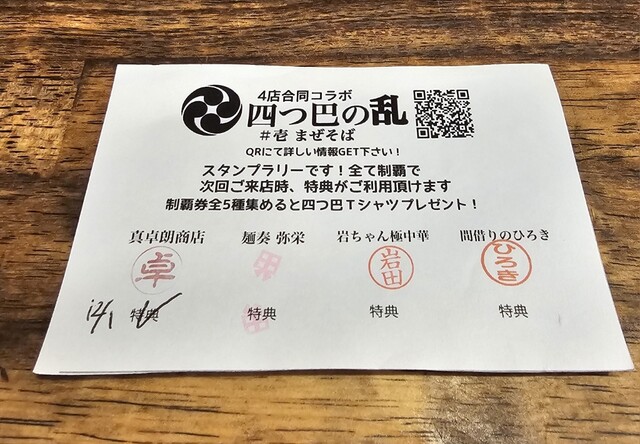 4店合同コラボ
四つ巴の乱
#壱 まぜそば
QRにて詳しい情報GET下さい！
スタンプラリーです！全て制覇で
次回ご来店時、特典がご利用頂けます
制覇券全5種集めると四つ巴Tシャツプレゼント！
真卓朗商店 麺奏 弥栄 岩ちゃん極中華 間借りのひろき
卓 岩田 ひろき
特典 特典 特典 特典